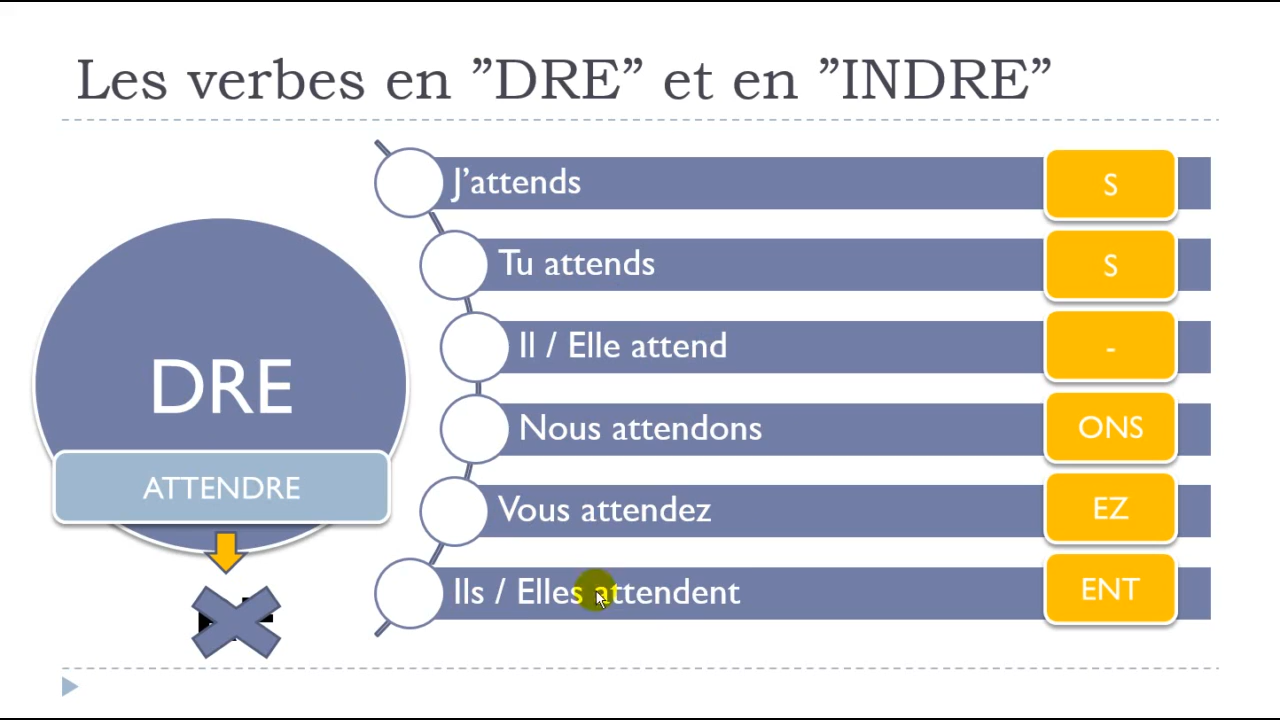 Les verbes en ”DRE” et en ”INDRE”
J’attends
S
Tu attends
S
Il / Elle attend
-
Nous attendons
ONS
Vous attendez
EZ
Ils / Elles attendent
ENT
DRE
ATTENDRE